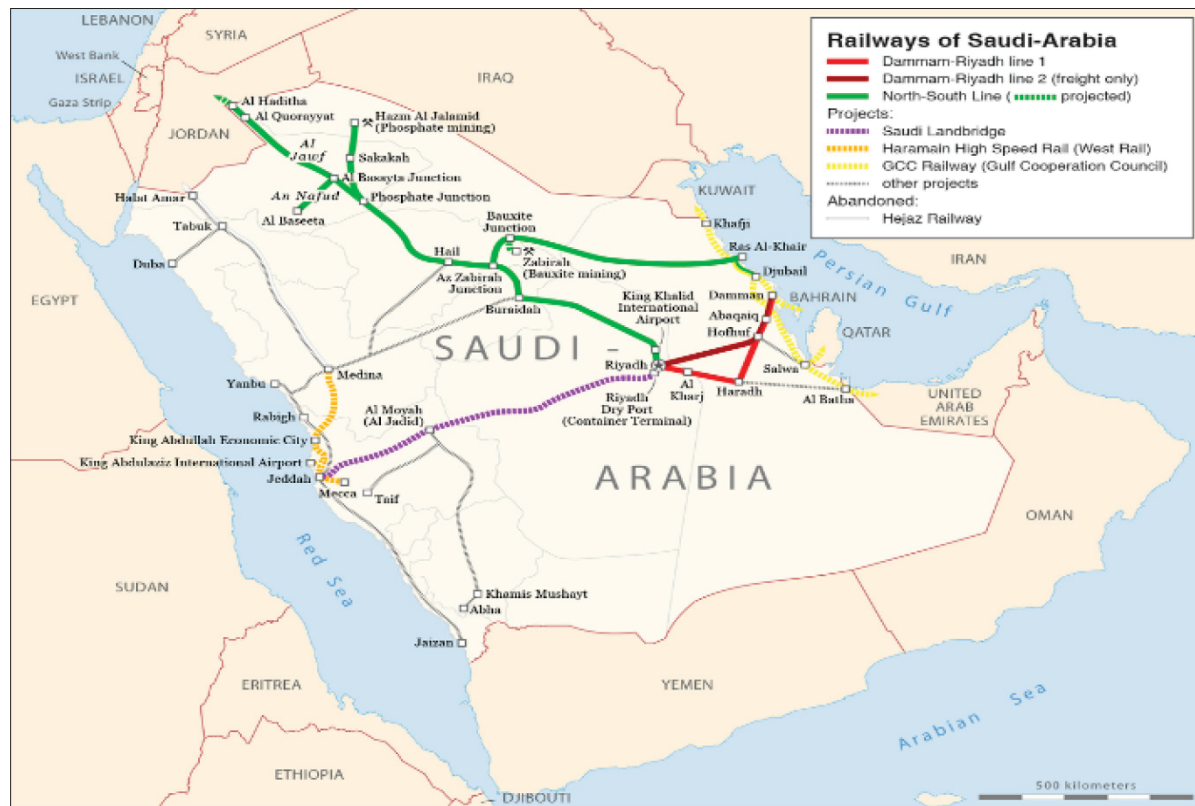 LEBANON
SYRIA
West Bank
ISRAEL
Gaza Strip
IRAQ
JORDAN
Railways of Saudi-Arabia
Dammam-Riyadh line 1
Dammam-Riyadh line 2 (freight only)
North-South Line ( projected)
Projects:
Saudi Landbridge
Haramain High Speed Rail (West Rail)
GCC Railway (Gulf Cooperation Council)
other projects
Abandoned:
Hejaz Railway
Al Haditha
Al Quorayyat
Hazm Al Jalamid
(Phosphate mining)
Al
Jawf
Sakakah
Al Basayta Junction
An Nafud
Phosphate Junction
Al Baseeta
Halat Amar
Tabuk
Duba
KUWAIT
Khafji
Bauxite
Junction
Hail
Zabirah
(Bauxite mining)
Az Zabirah
Junction
Buraidah
Ras Al-Khair
Djubail
Persian Gulf
IRAN
EGYPT
King Khalid
International
Airport
Damman
BAHRAIN
Abaqaiq
Hofhuf
QATAR
SAUDI -
Riyadh
Riyadh
Dry Port
(Container Terminal)
Al
Kharj
Haradh
Salwa
Al Batha
UNITED
ARAB
EMIRATES
Medina
Yanbu
Rabigh
Al Moyah
(Al Jadid)
King Abdullah Economic City
King Abdulaziz International Airport
Jeddah
Mecca
Taif
ARABIA
OMAN
Red Sea
SUDAN
Khamis Mushayt
Abha
Jaizan
ERITREA
YEMEN
Arabian Sea
ETHIOPIA
DJIBOUTI
500 kilometers